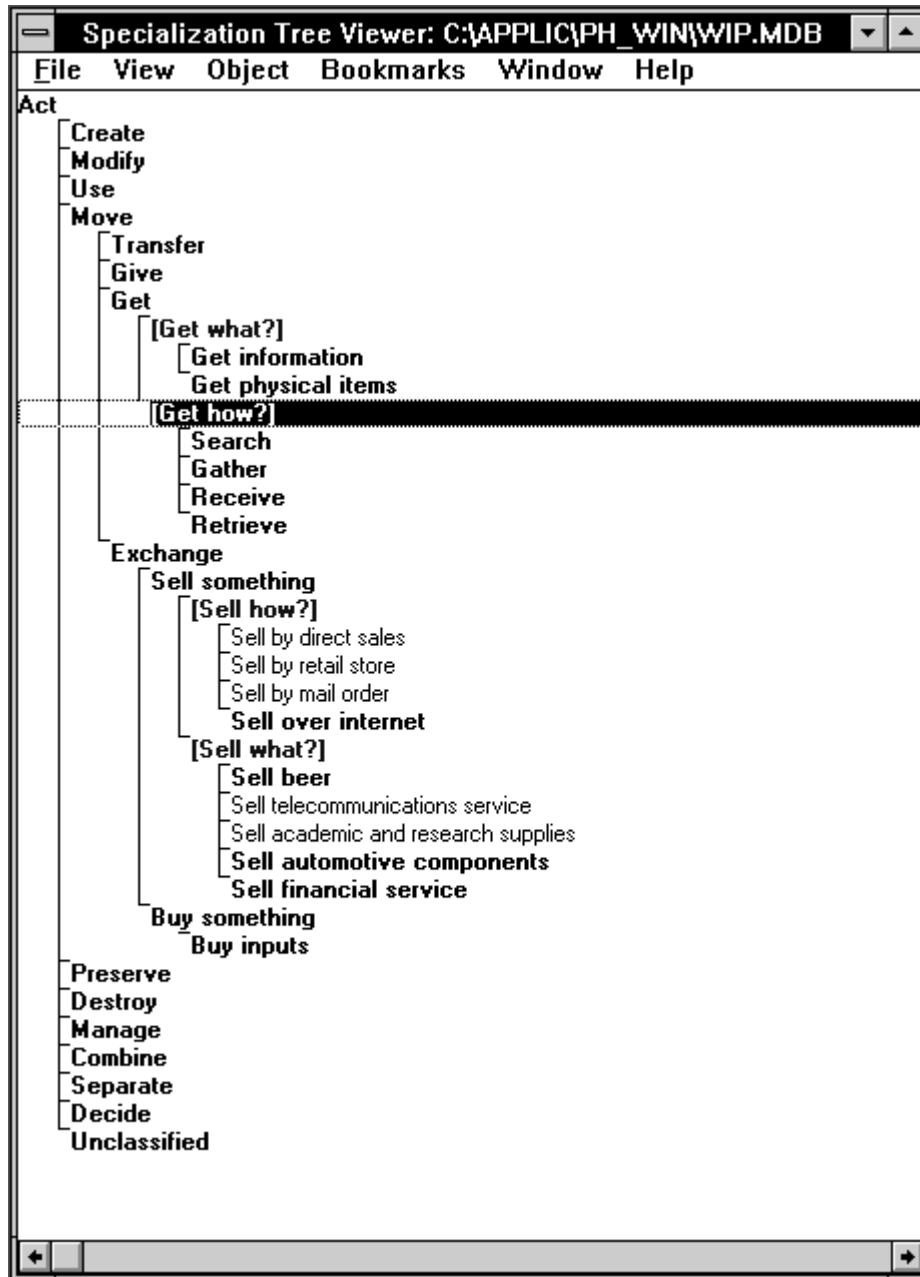 Specialization Tree Viewer: C:\APPLIC\PH_WIN\WIP.MDB
File View Object Bookmarks Window Help
Act
Create
Modify
Use
Move
Transfer
Give
Get
[Get what?]
Get information
Get physical items
[Get how?]
Search
Gather
Receive
Retrieve
Exchange
Sell something
[Sell how?]
Sell by direct sales
Sell by retail store
Sell by mail order
Sell over internet
[Sell what?]
Sell beer
Sell telecommunications service
Sell academic and research supplies
Sell automotive components
Sell financial service
Buy something
Buy inputs
Preserve
Destroy
Manage
Combine
Separate
Decide
Unclassified